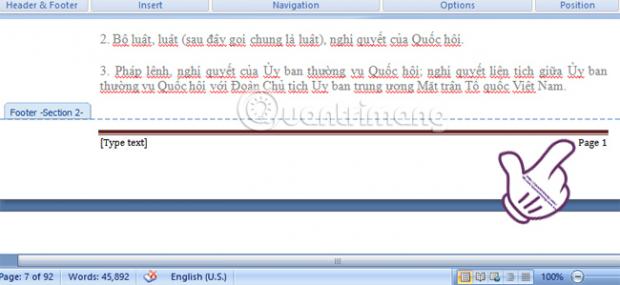 Header & Footer Insert Navigation Options Position
2. Bộ luật, luật (sau đây gọi chung là luật), nghị quyết của Quốc hội.
3. Pháp lệnh, nghị quyết của Ủy ban thường vụ Quốc hội; nghị quyết liên tịch giữa Ủy ban
thường vụ Quốc hội với Đoàn Chủ tịch Ủy ban trung ương Mặt trận Tổ quốc Việt Nam.
Footer -Section 2-
Quantrimang
[Type text] Page 1
Page: 7 of 92 Words: 45,892 English (U.S.) 100%